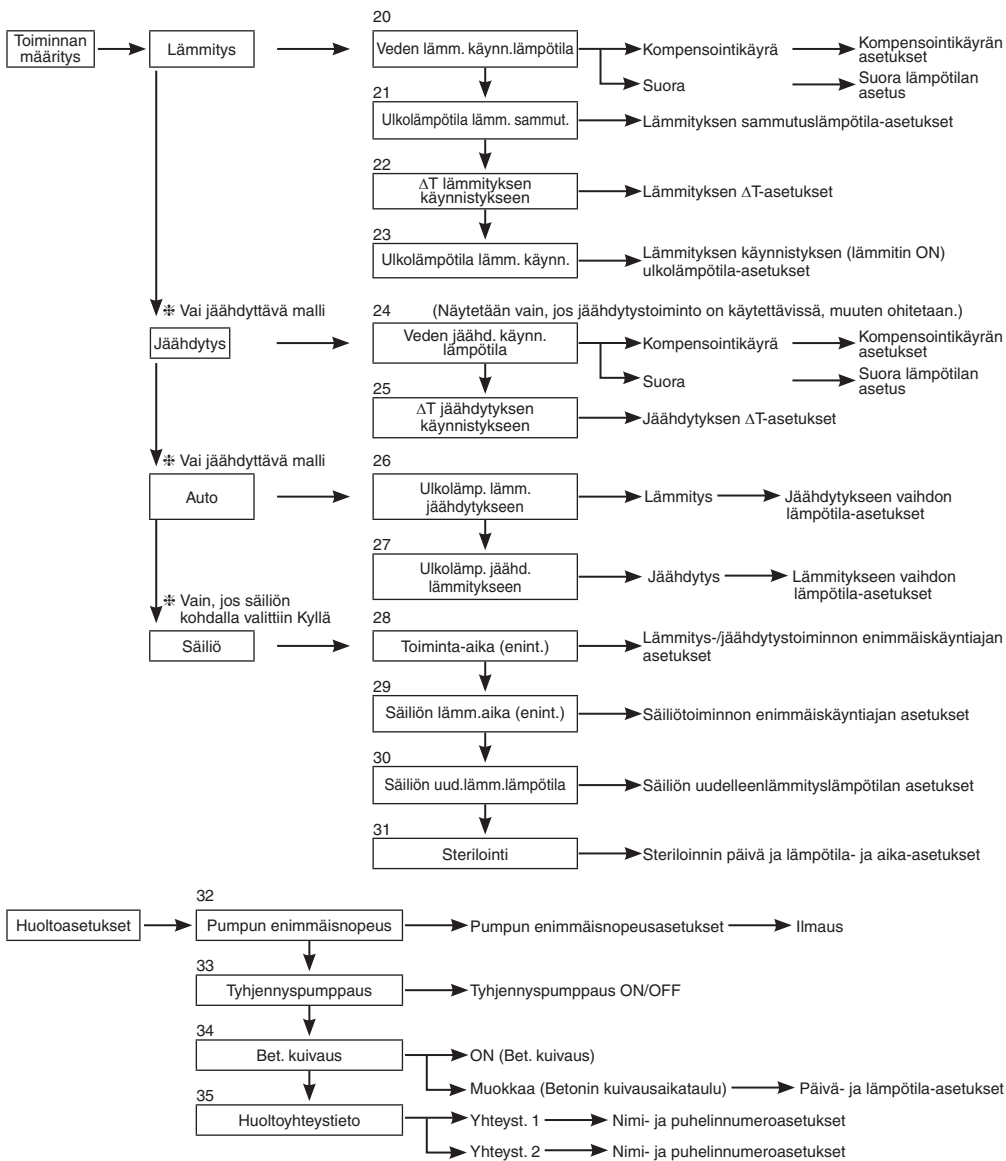 20
Toiminnan
määritys
Lämmitys
Veden lämm. käynn.lämpötila
Kompensointikäyrä
Kompensointikäyrän
asetukset
Suora
Suora lämpötilan
asetus
21
Ulkolämpötila lämm. sammut.
Lämmityksen sammutuslämpötila-asetukset
22
ΔT lämmityksen
käynnistykseen
Lämmityksen ΔT-asetukset
23
Ulkolämpötila lämm. käynn.
Lämmityksen käynnistyksen (lämmitin ON)
ulkolämpötila-asetukset
❈ Vai jäähdyttävä malli
24
(Näytetään vain, jos jäähdytystoiminto on käytettävissä, muuten ohitetaan.)
Jäähdytys
Veden jäähd. käynn.
lämpötila
Kompensointikäyrä
Kompensointikäyrän
asetukset
Suora
Suora lämpötilan
asetus
25
ΔT jäähdytyksen
käynnistykseen
Jäähdytyksen ΔT-asetukset
❈ Vai jäähdyttävä malli
26
Auto
Ulkolämp. lämm.
jäähdytykseen
Lämmitys
Jäähdytykseen vaihdon
lämpötila-asetukset
27
Ulkolämp. jäähd.
lämmitykseen
Jäähdytys
Lämmitykseen vaihdon
lämpötila-asetukset
❈ Vain, jos säiliön
kohdalla valittiin Kyllä
28
Säiliö
Toiminta-aika (enint.)
Lämmitys-/jäähdytystoiminnon enimmäiskäyntiajan
asetukset
29
Säiliön lämm.aika (enint.)
Säiliötoiminnon enimmäiskäyntiajan asetukset
30
Säiliön uud.lämm.lämpötila
Säiliön uudelleenlämmityslämpötilan asetukset
31
Sterilointi
Steriloinnin päivä ja lämpötila- ja aika-asetukset
32
Huoltoasetukset
Pumpun enimmäisnopeus
Pumpun enimmäisnopeusasetukset
Ilmaus
33
Tyhjennyspumppaus
Tyhjennyspumppaus ON/OFF
34
Bet. kuivaus
ON (Bet. kuivaus)
Muokkaa (Betonin kuivausaikataulu)
Päivä- ja lämpötila-asetukset
35
Huoltoyhteystieto
Yhteyst. 1
Nimi- ja puhelinnumeroasetukset
Yhteyst. 2
Nimi- ja puhelinnumeroasetukset